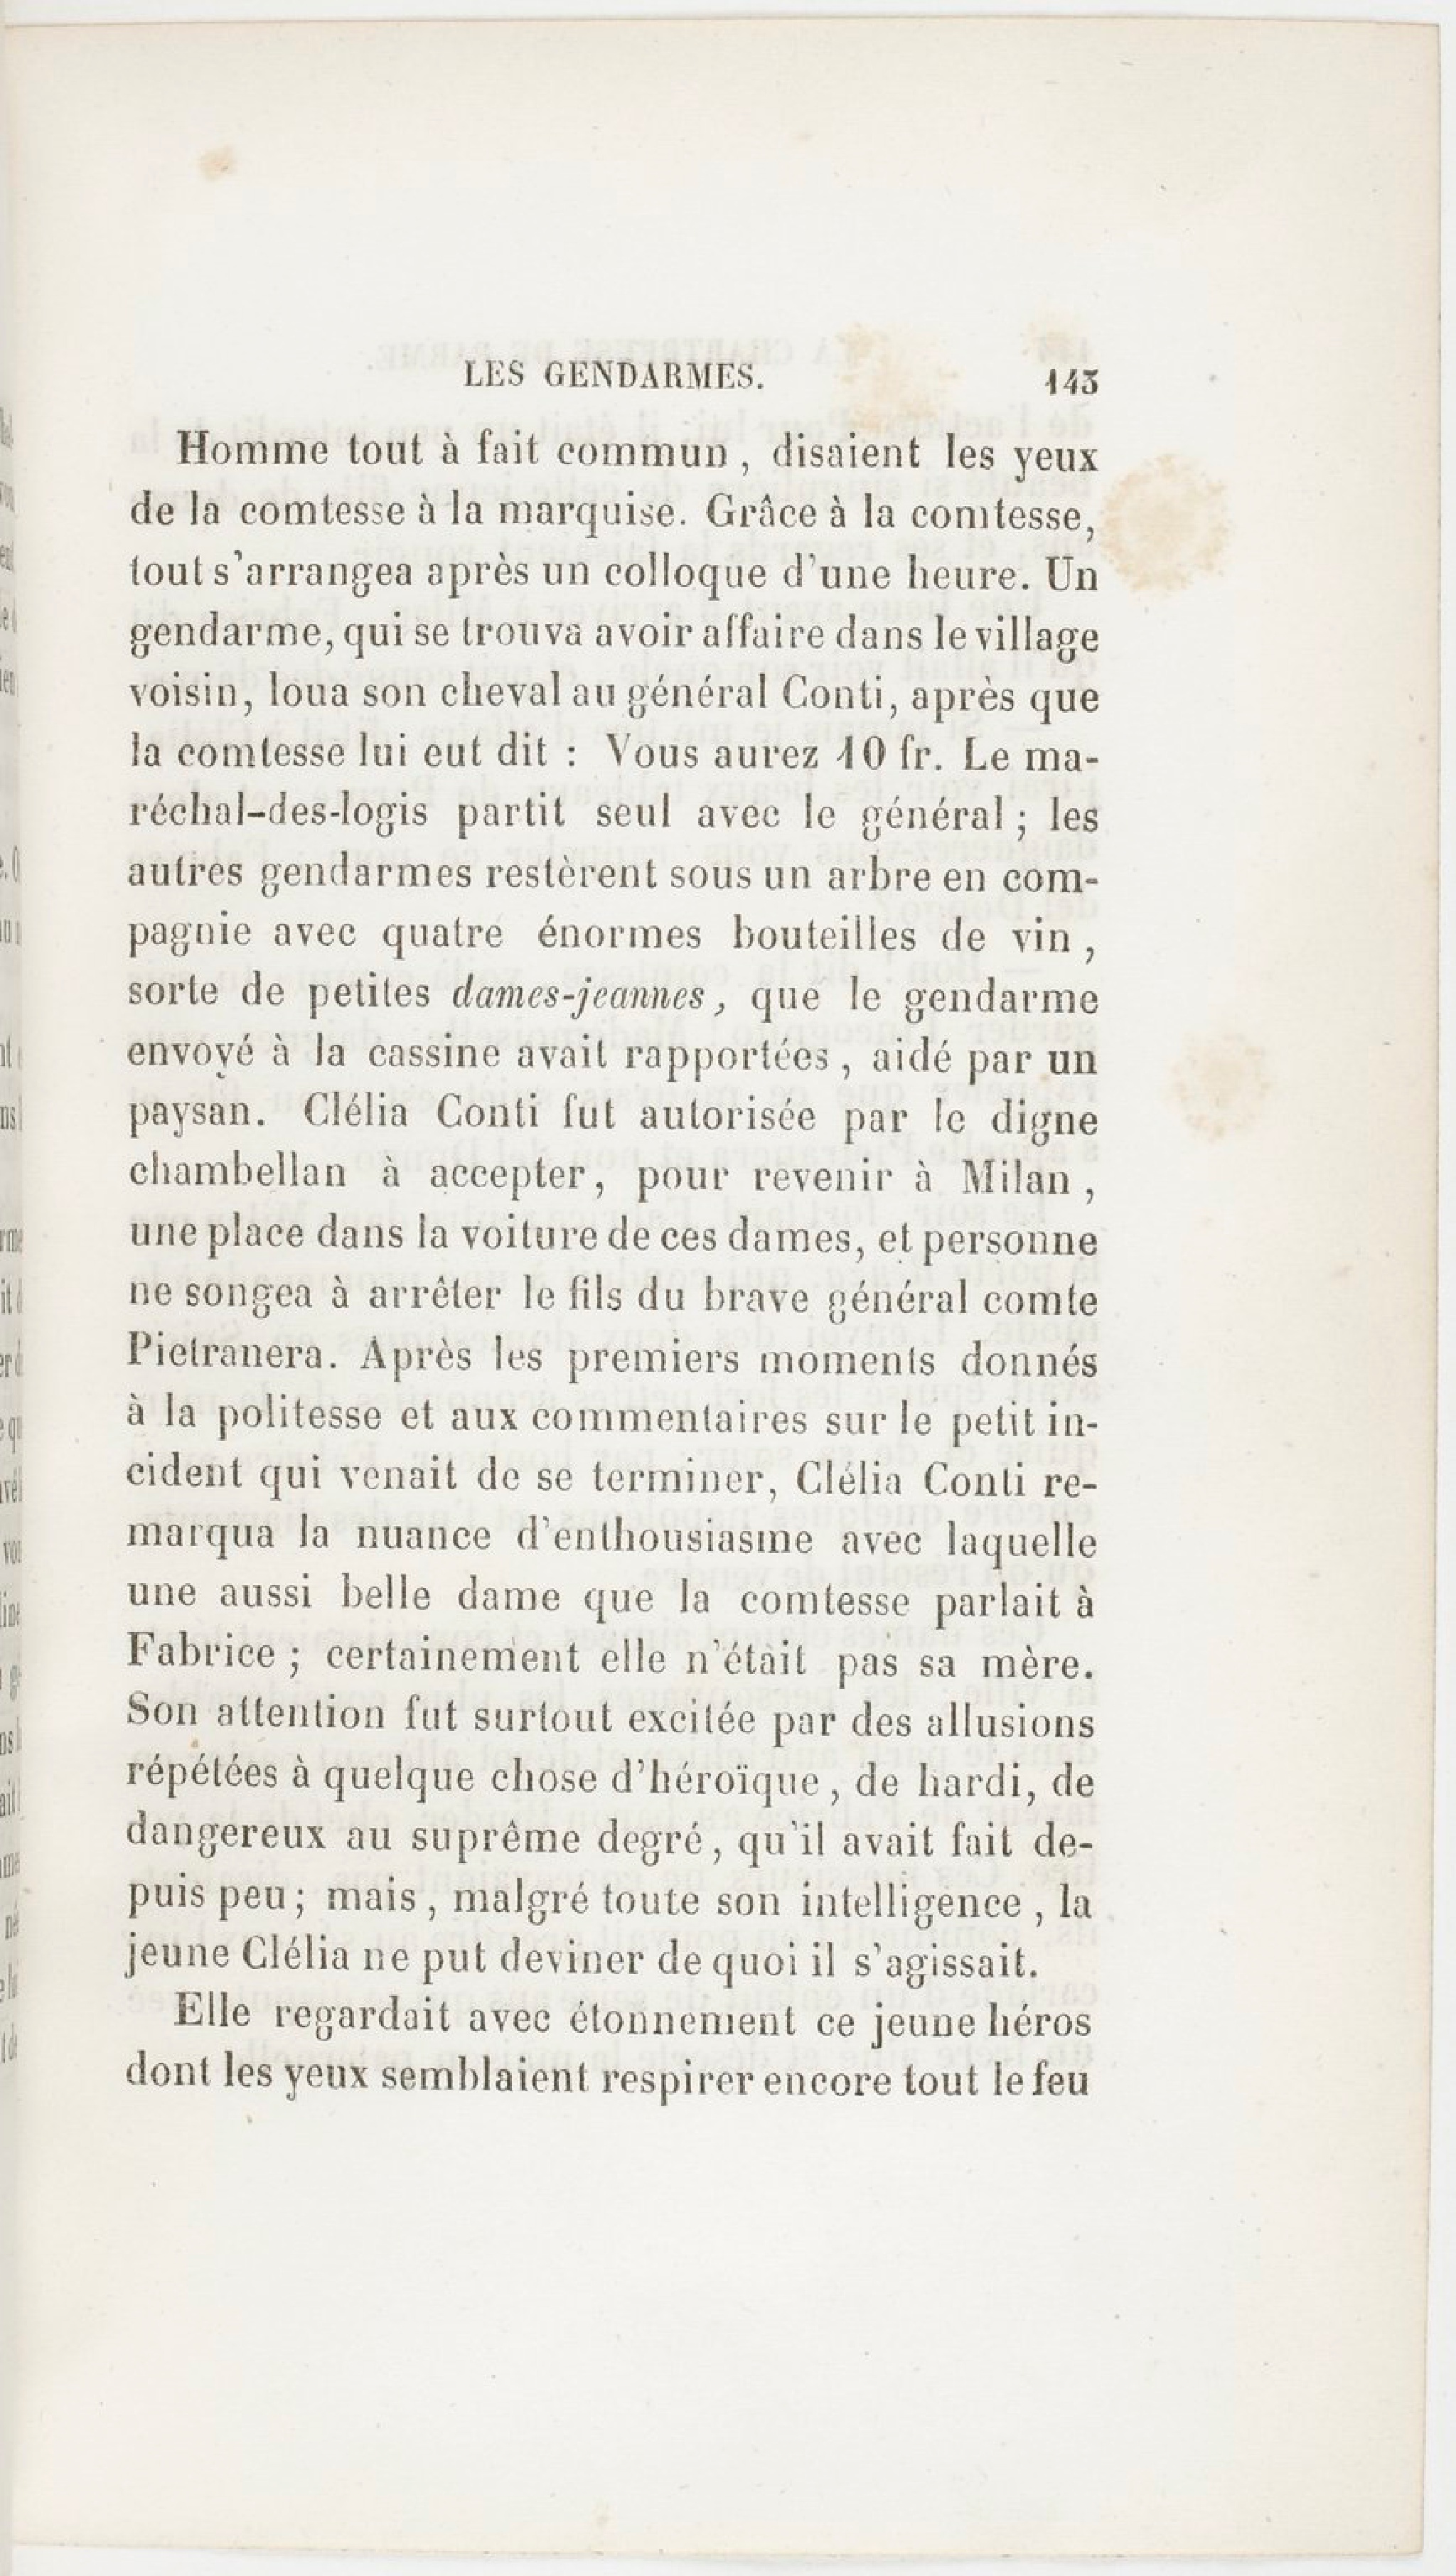 LES GENDARMES. 143
Homme tout à fait commun, disaient les yeux
de la comtesse à la marquise. Grâce à la comtesse,
tout s'arrangea après un colloque d'une heure. Un
gendarme, qui se trouva avoir affaire dans le village
voisin, loua son cheval au général Conti, après que
la comtesse lui eut dit : Vous aurez 10 fr. Le ma-
réchal-des-logis partit seul avec le général ; les
autres gendarmes restèrent sous un arbre en com-
pagnie avec quatre énormes bouteilles de vin,
sorte de petites dames-jeannes, que le gendarme
envoyé à la cassine avait rapportées, aidé par un
paysan. Clélia Conti fut autorisée par le digne
chambellan à accepter, pour revenir à Milan,
une place dans la voiture de ces dames, et personne
ne songea à arrêter le fils du brave général comte
Pietranera. Après les premiers moments donnés
à la politesse et aux commentaires sur le petit in-
cident qui venait de se terminer, Clélia Conti re-
marqua la nuance d'enthousiasme avec laquelle
une aussi belle dame que la comtesse parlait à
Fabrice ; certainement elle n'était pas sa mère.
Son attention fut surtout excitée par des allusions
répétées à quelque chose d'héroïque, de hardi, de
dangereux au suprême degré, qu'il avait fait de-
puis peu ; mais, malgré toute son intelligence, la
jeune Clélia ne put deviner de quoi il s'agissait.
Elle regardait avec étonnement ce jeune héros
dont les yeux semblaient respirer encore tout le feu